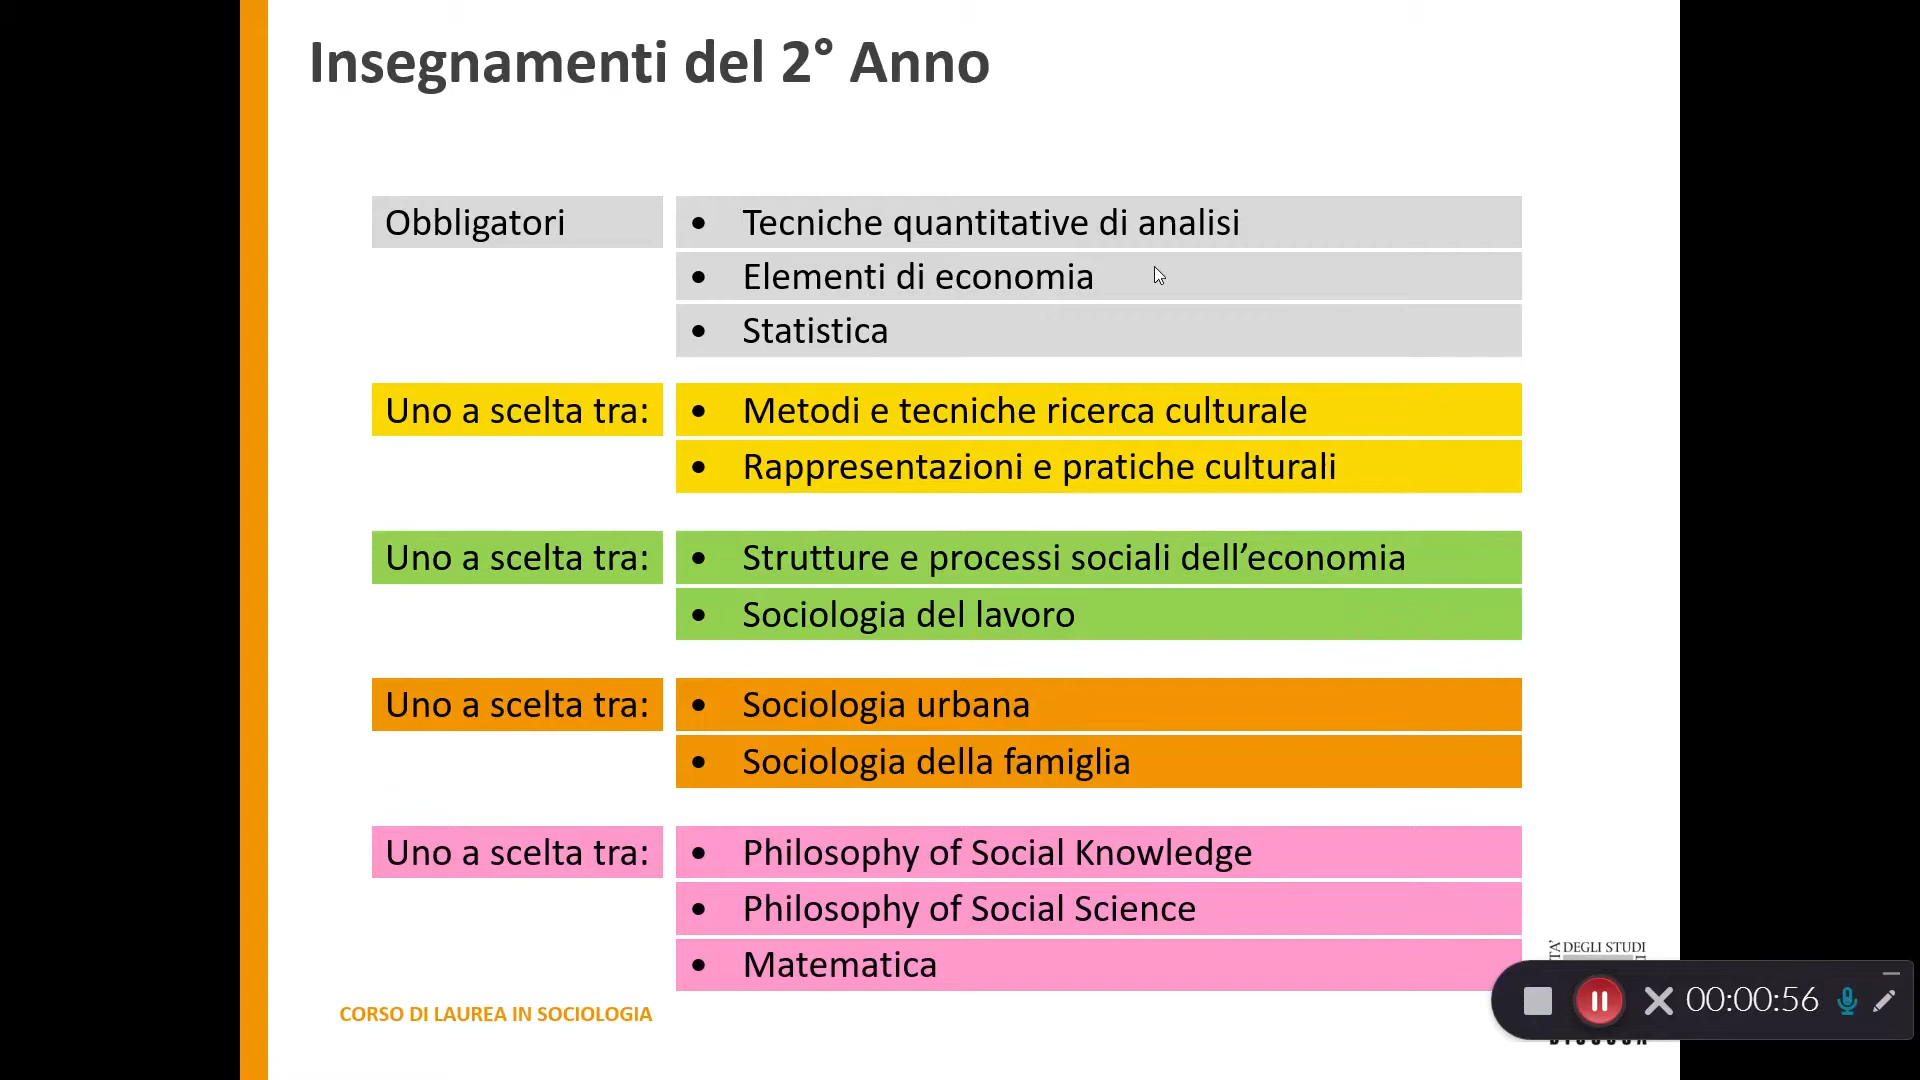 Insegnamenti del 2° Anno
Obbligatori
• Tecniche quantitative di analisi
• Elementi di economia
• Statistica
Uno a scelta tra:
• Metodi e tecniche ricerca culturale
• Rappresentazioni e pratiche culturali
Uno a scelta tra:
• Strutture e processi sociali dell’economia
• Sociologia del lavoro
Uno a scelta tra:
• Sociologia urbana
• Sociologia della famiglia
Uno a scelta tra:
• Philosophy of Social Knowledge
• Philosophy of Social Science
• Matematica
DEGLI STUDI
CORSO DI LAUREA IN SOCIOLOGIA
00:00:56